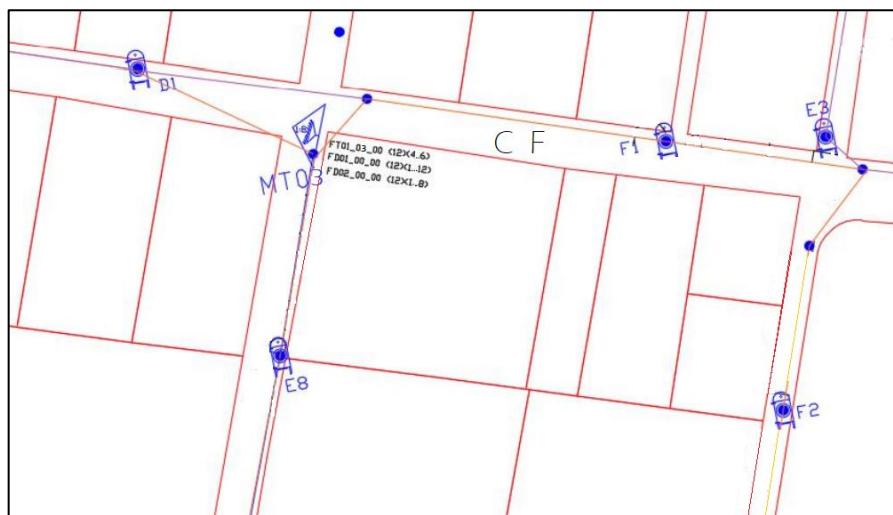 D1
E3
C F
F1
FT01_03_00 (12X4..6)
FD01_00_00 (12X1..12)
FD02_00_00 (12X1..8)
MT03
E8
F2